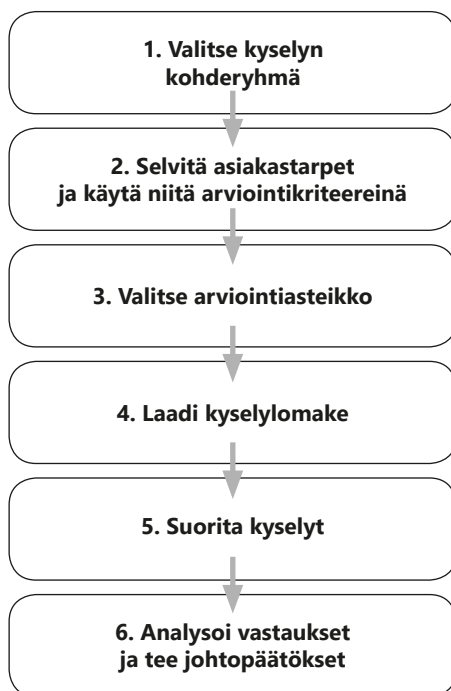 1. Valitse kyselyn
kohderyhmä
2. Selvitä asiakastarpet
ja käytä niitä arviointikriteereinä
3. Valitse arviointiasteikko
4. Laadi kyselylomake
5. Suorita kyselyt
6. Analysoi vastaukset
ja tee johtopäätökset